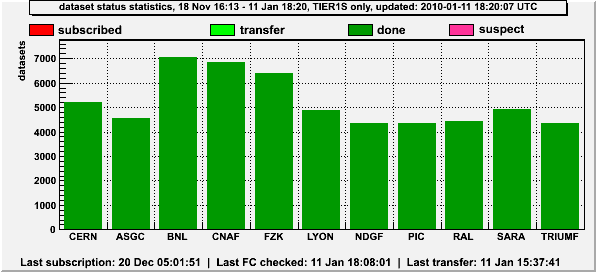 dataset status statistics, 18 Nov 16:13 - 11 Jan 18:20, TIER1S only, updated: 2010-01-11 18:20:07 UTC
subscribed transfer done suspect
datasets
7000
6000
5000
4000
3000
2000
1000
0
CERN ASGC BNL CNAF FZK LYON NDGF PIC RAL SARA TRIUMF
Last subscription: 20 Dec 05:01:51 | Last FC checked: 11 Jan 18:08:01 | Last transfer: 11 Jan 15:37:41